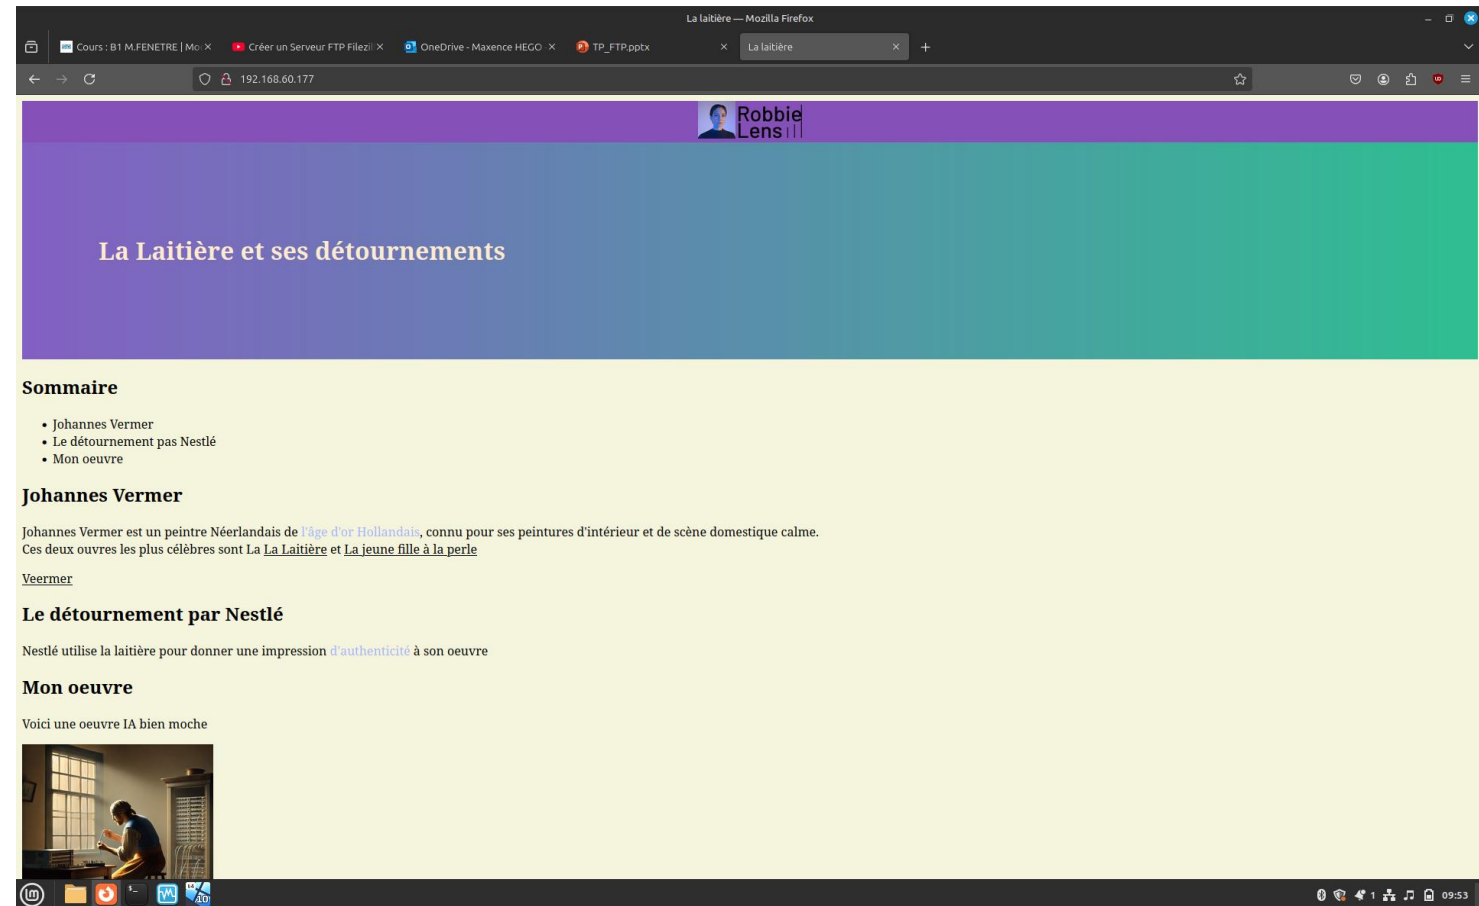 La laitière — Mozilla Firefox
Cours : B1 M.FENETRE | Mo
Créer un Serveur FTP Filezil
OneDrive - Maxence HEGO
TP_FTP.pptx
La laitière
192.168.60.177
Robbie
Lens
La Laitière et ses détournements
Sommaire
Johannes Vermer
Le détournement pas Nestlé
Mon oeuvre
Johannes Vermer
Johannes Vermer est un peintre Néerlandais de l'âge d'or Hollandais, connu pour ses peintures d'intérieur et de scène domestique calme.
Ces deux ouvres les plus célèbres sont La La Laitière et La jeune fille à la perle
Veermer
Le détournement par Nestlé
Nestlé utilise la laitière pour donner une impression d'authenticité à son oeuvre
Mon oeuvre
Voici une oeuvre IA bien moche
1
09:53